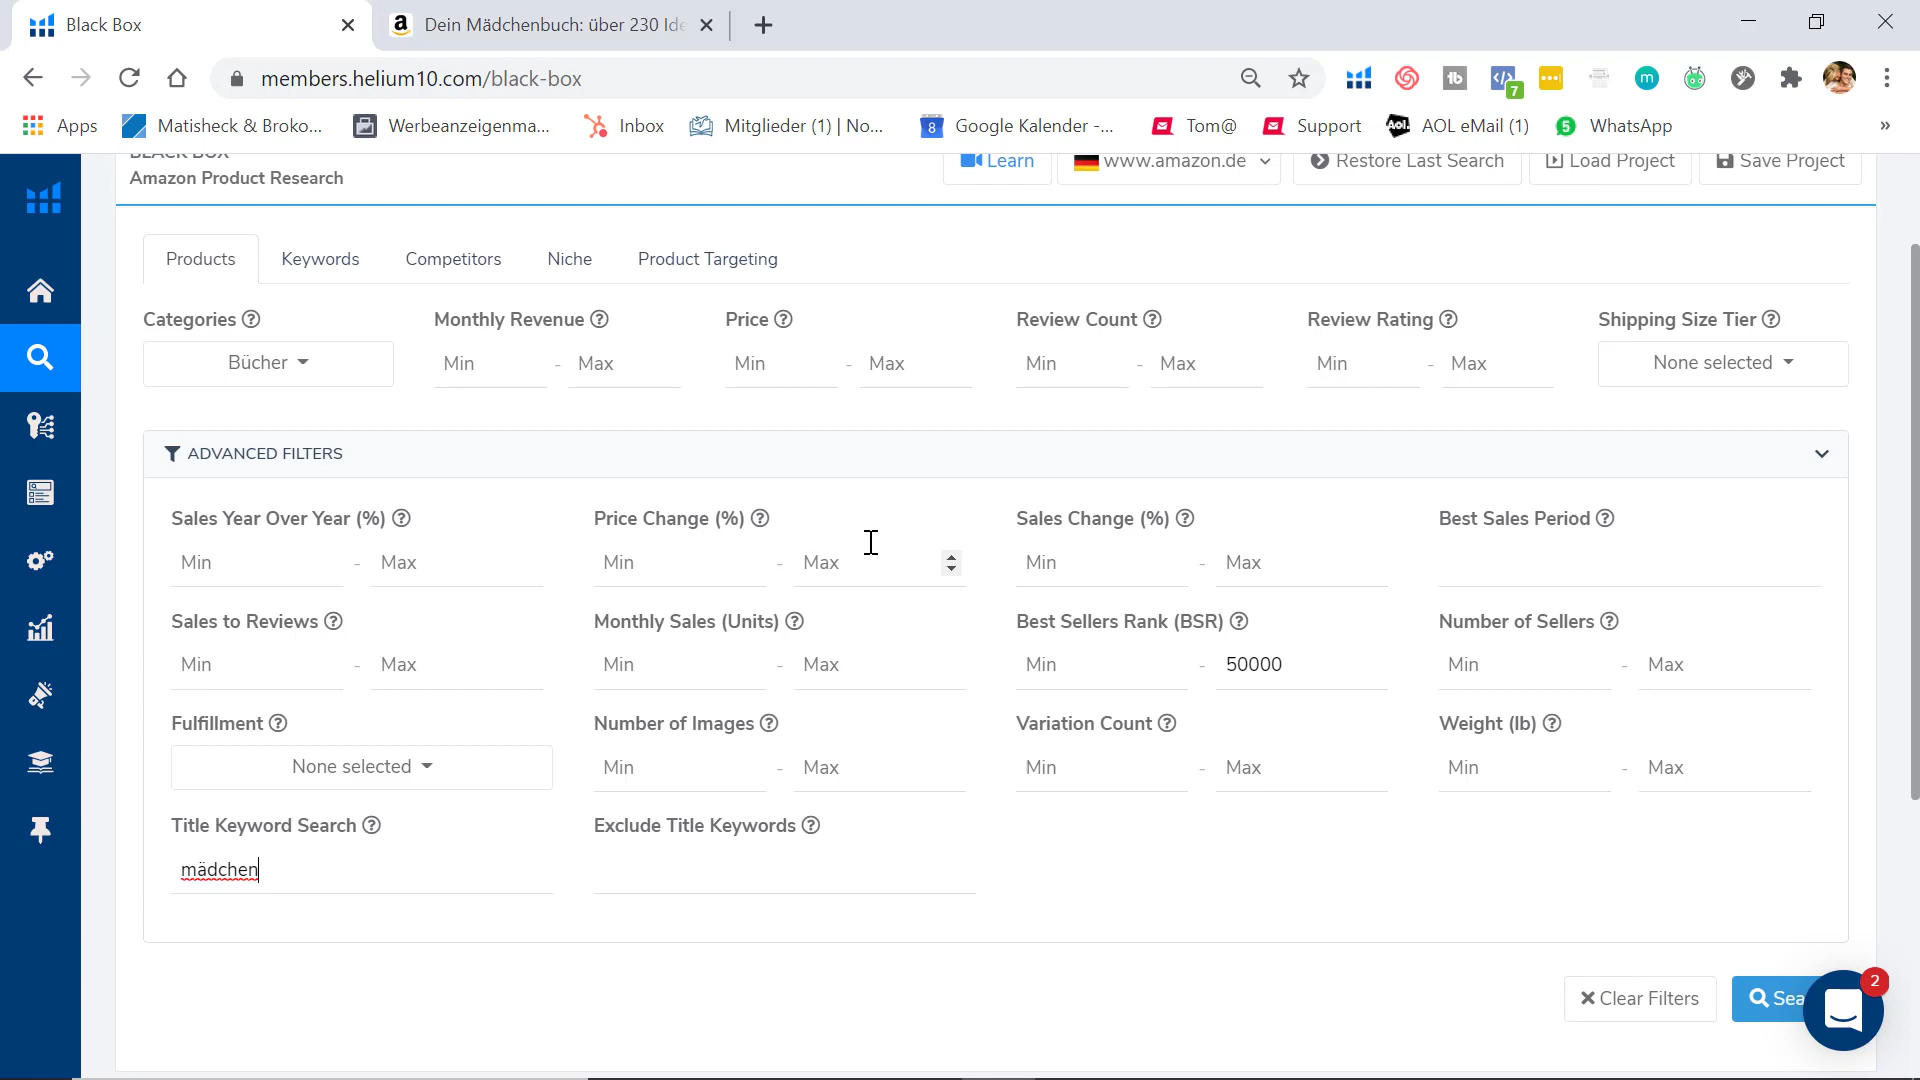 Black Box
Dein Mädchenbuch: über 230 Ide
members.helium10.com/black-box
7
m
Apps
Matisheck & Broko...
Werbeanzeigenma...
Inbox
Mitglieder (1) | No...
8
Google Kalender -...
Tom@
Support
Aol.
AOL eMail (1)
5
WhatsApp
»
BLACK BOX
Amazon Product Research
Learn
www.amazon.de
Restore Last Search
Load Project
Save Project
Products
Keywords
Competitors
Niche
Product Targeting
Categories
Monthly Revenue
Price
Review Count
Review Rating
Shipping Size Tier
Bücher
Min - Max
Min - Max
Min - Max
Min - Max
None selected
ADVANCED FILTERS
Sales Year Over Year (%)
Price Change (%)
Sales Change (%)
Best Sales Period
Min - Max
Min - Max
Min - Max
Sales to Reviews
Monthly Sales (Units)
Best Sellers Rank (BSR)
Number of Sellers
Min - Max
Min - Max
Min - 50000
Min - Max
Fulfillment
Number of Images
Variation Count
Weight (lb)
None selected
Min - Max
Min - Max
Min - Max
Title Keyword Search
Exclude Title Keywords
mädchen
Clear Filters
Sea
2